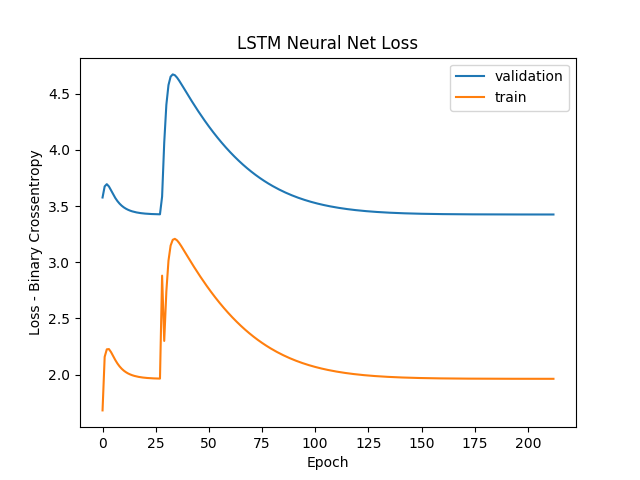 LSTM Neural Net Loss
validation
train
Loss - Binary Crossentropy
4.5
4.0
3.5
3.0
2.5
2.0
0 25 50 75 100 125 150 175 200
Epoch